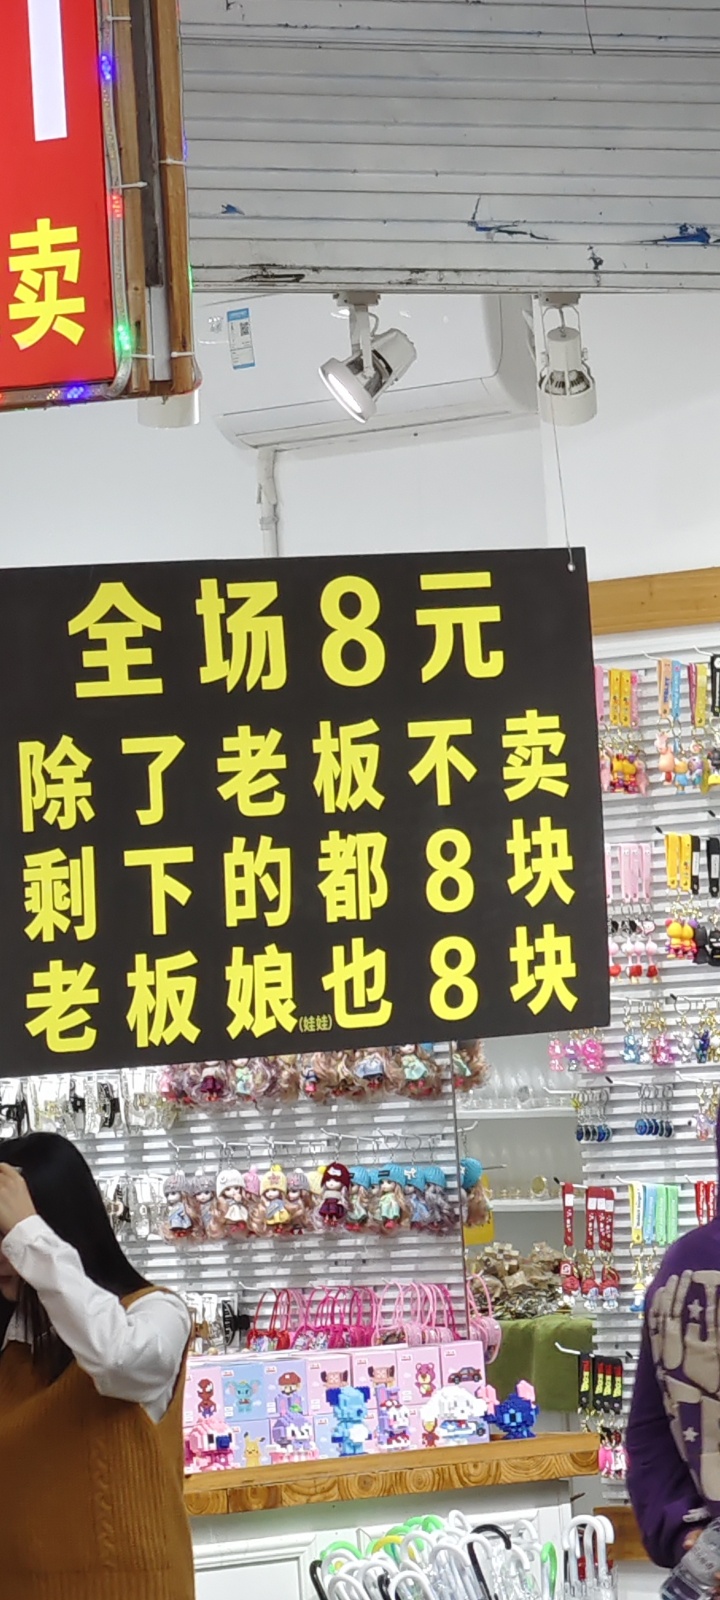 卖
全场8元
除了老板不卖
剩下的都8块
老板娘(娃娃)也8块